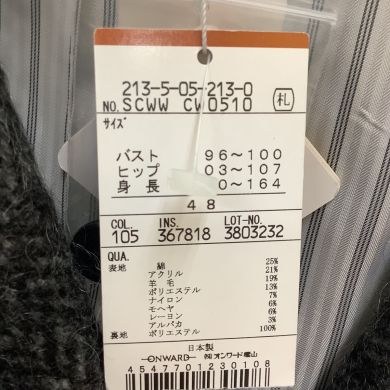 213-5-05-213-0
NO. SCWW CW0510 札
サイズ
バスト 96〜100
ヒップ 03〜107
身長 0〜164
48
COL. INS. LOT-NO.
105 367818 3803232
QUA.
表地 綿 25%
アクリル 21%
羊毛 19%
ポリエステル 13%
ナイロン 7%
モヘヤ 6%
レーヨン 6%
アルパカ 3%
裏地 ポリエステル 100%
日本製
ONWARD ㈱オンワード樫山
4547701230108